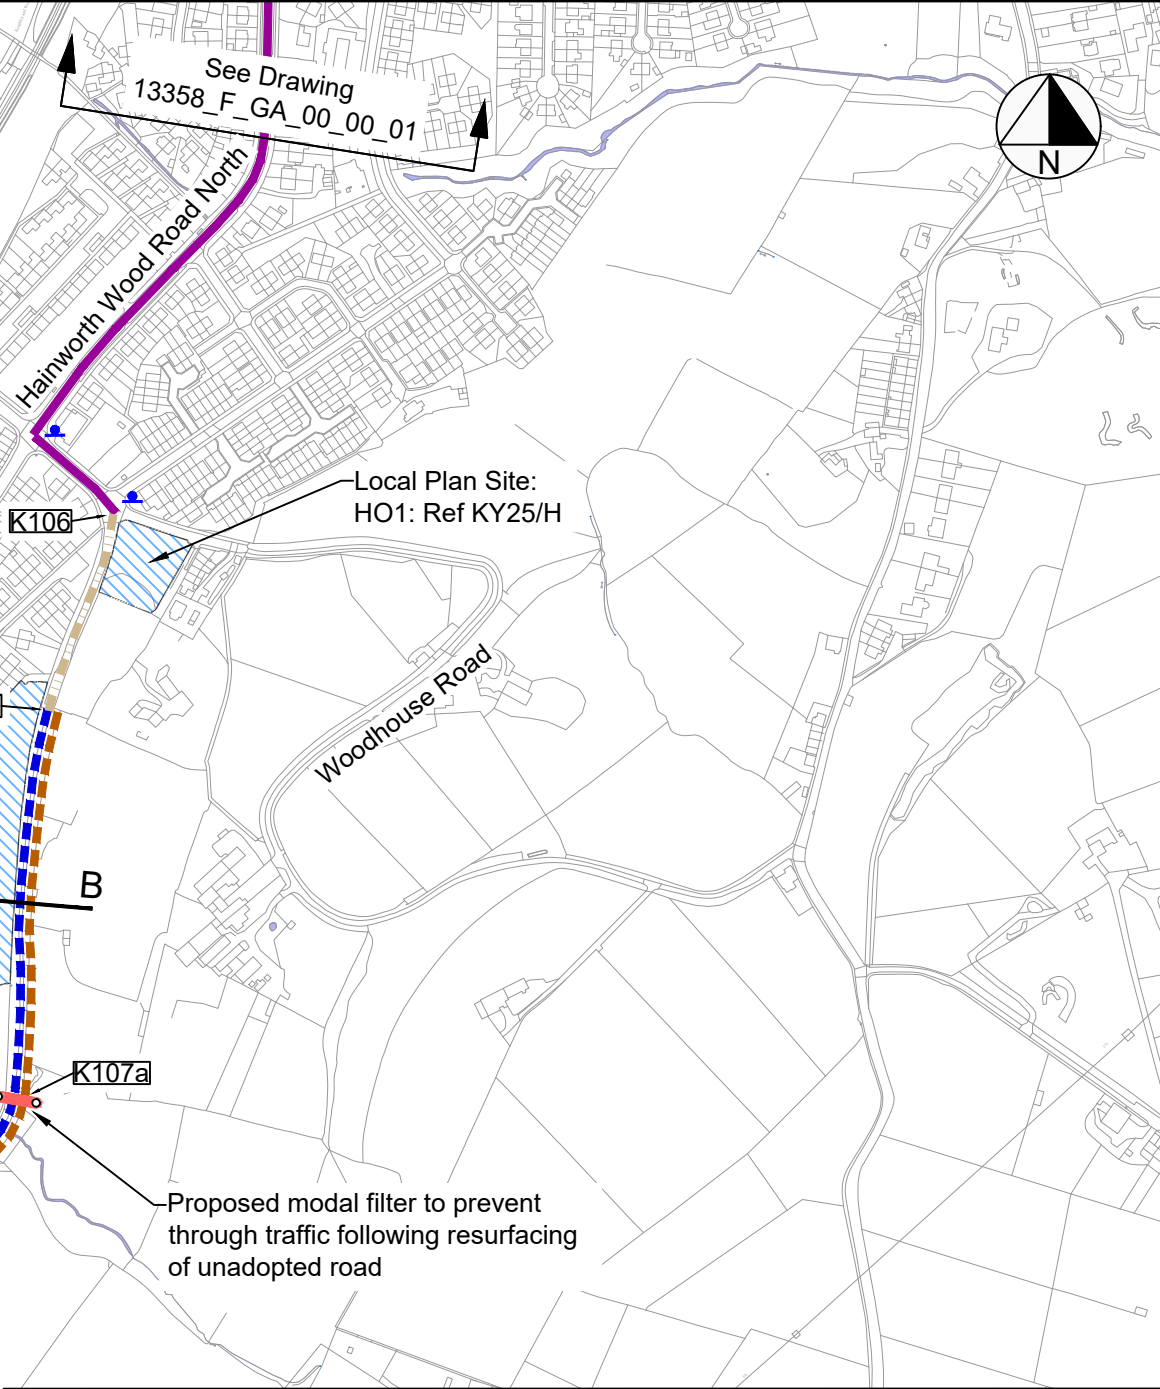 See Drawing
13358_F_GA_00_00_01
N
Hainworth Wood Road North
Local Plan Site:
HO1: Ref KY25/H
K106
Woodhouse Road
B
K107a
Proposed modal filter to prevent
through traffic following resurfacing
of unadopted road